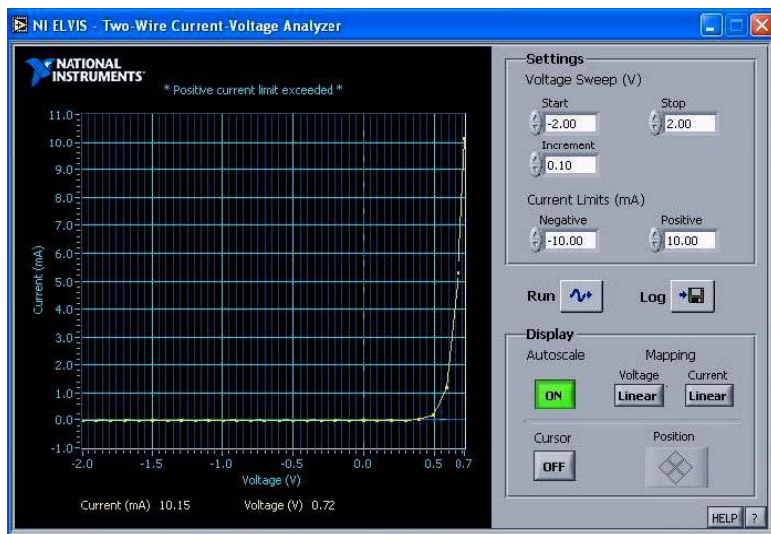 NI ELVIS - Two-Wire Current-Voltage Analyzer
NATIONAL
INSTRUMENTS
* Positive current limit exceeded *
11.0
10.0
9.0
8.0
7.0
6.0
5.0
4.0
3.0
2.0
1.0
0.0
-1.0
Current (mA)
-2.0 -1.5 -1.0 -0.5 0.0 0.5 0.7
Voltage (V)
Current (mA) 10.15 Voltage (V) 0.72
Settings
Voltage Sweep (V)
Start Stop
-2.00 2.00
Increment
0.10
Current Limits (mA)
Negative Positive
-10.00 10.00
Run Log
Display
Autoscale Mapping
Voltage Current
ON Linear Linear
Cursor Position
OFF
HELP ?